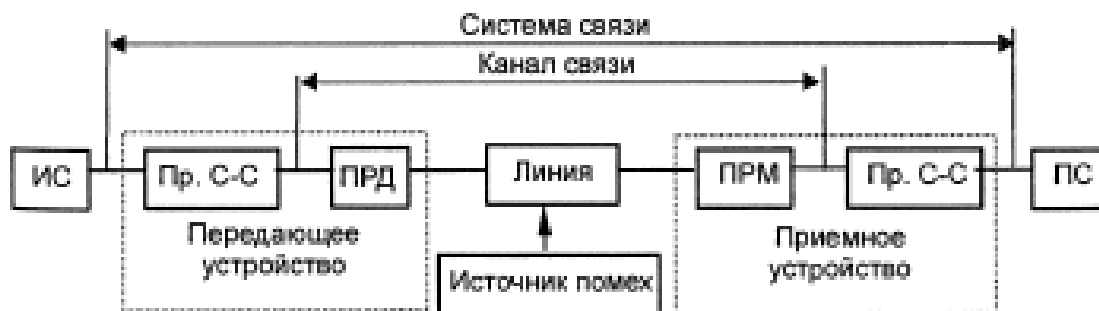 Система связи
Канал связи
ИС
Пр. С-С
ПРД
Линия
ПРМ
Пр. С-С
ПС
Передающее
устройство
Источник помех
Приемное
устройство